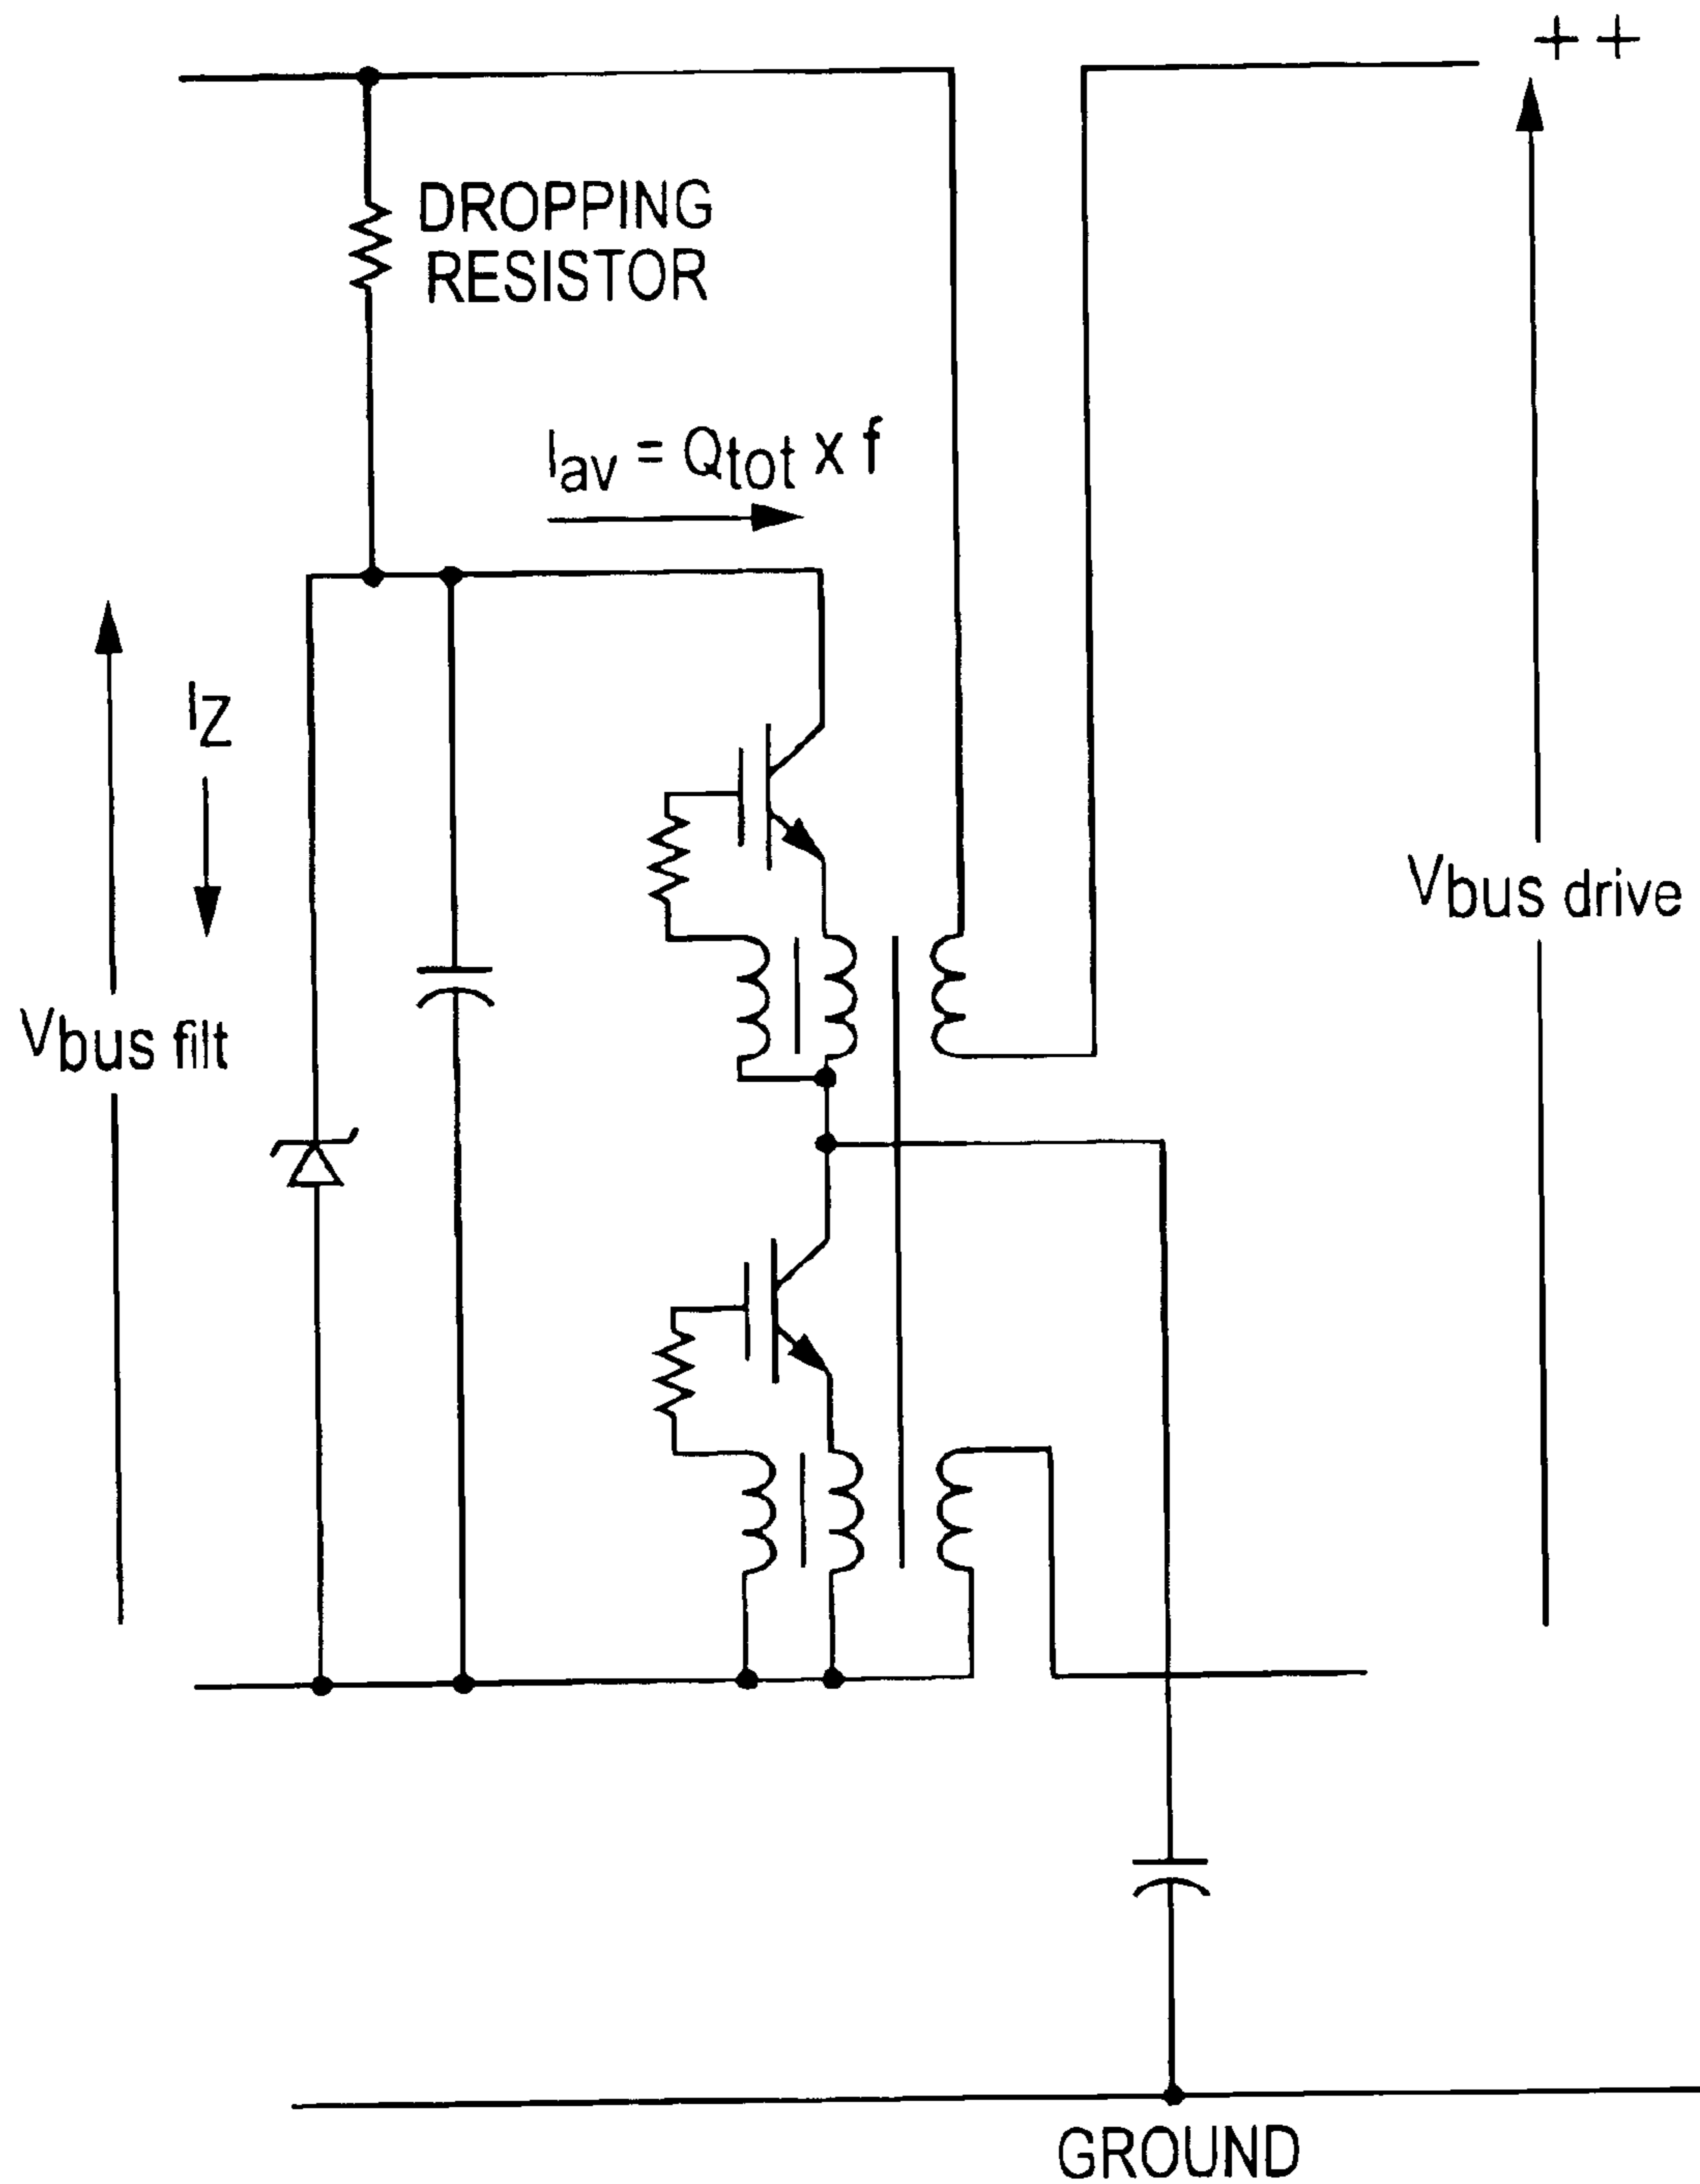 ++
DROPPING
RESISTOR
Iav = Qtot x f
IZ
Vbus drive
Vbus filt
GROUND